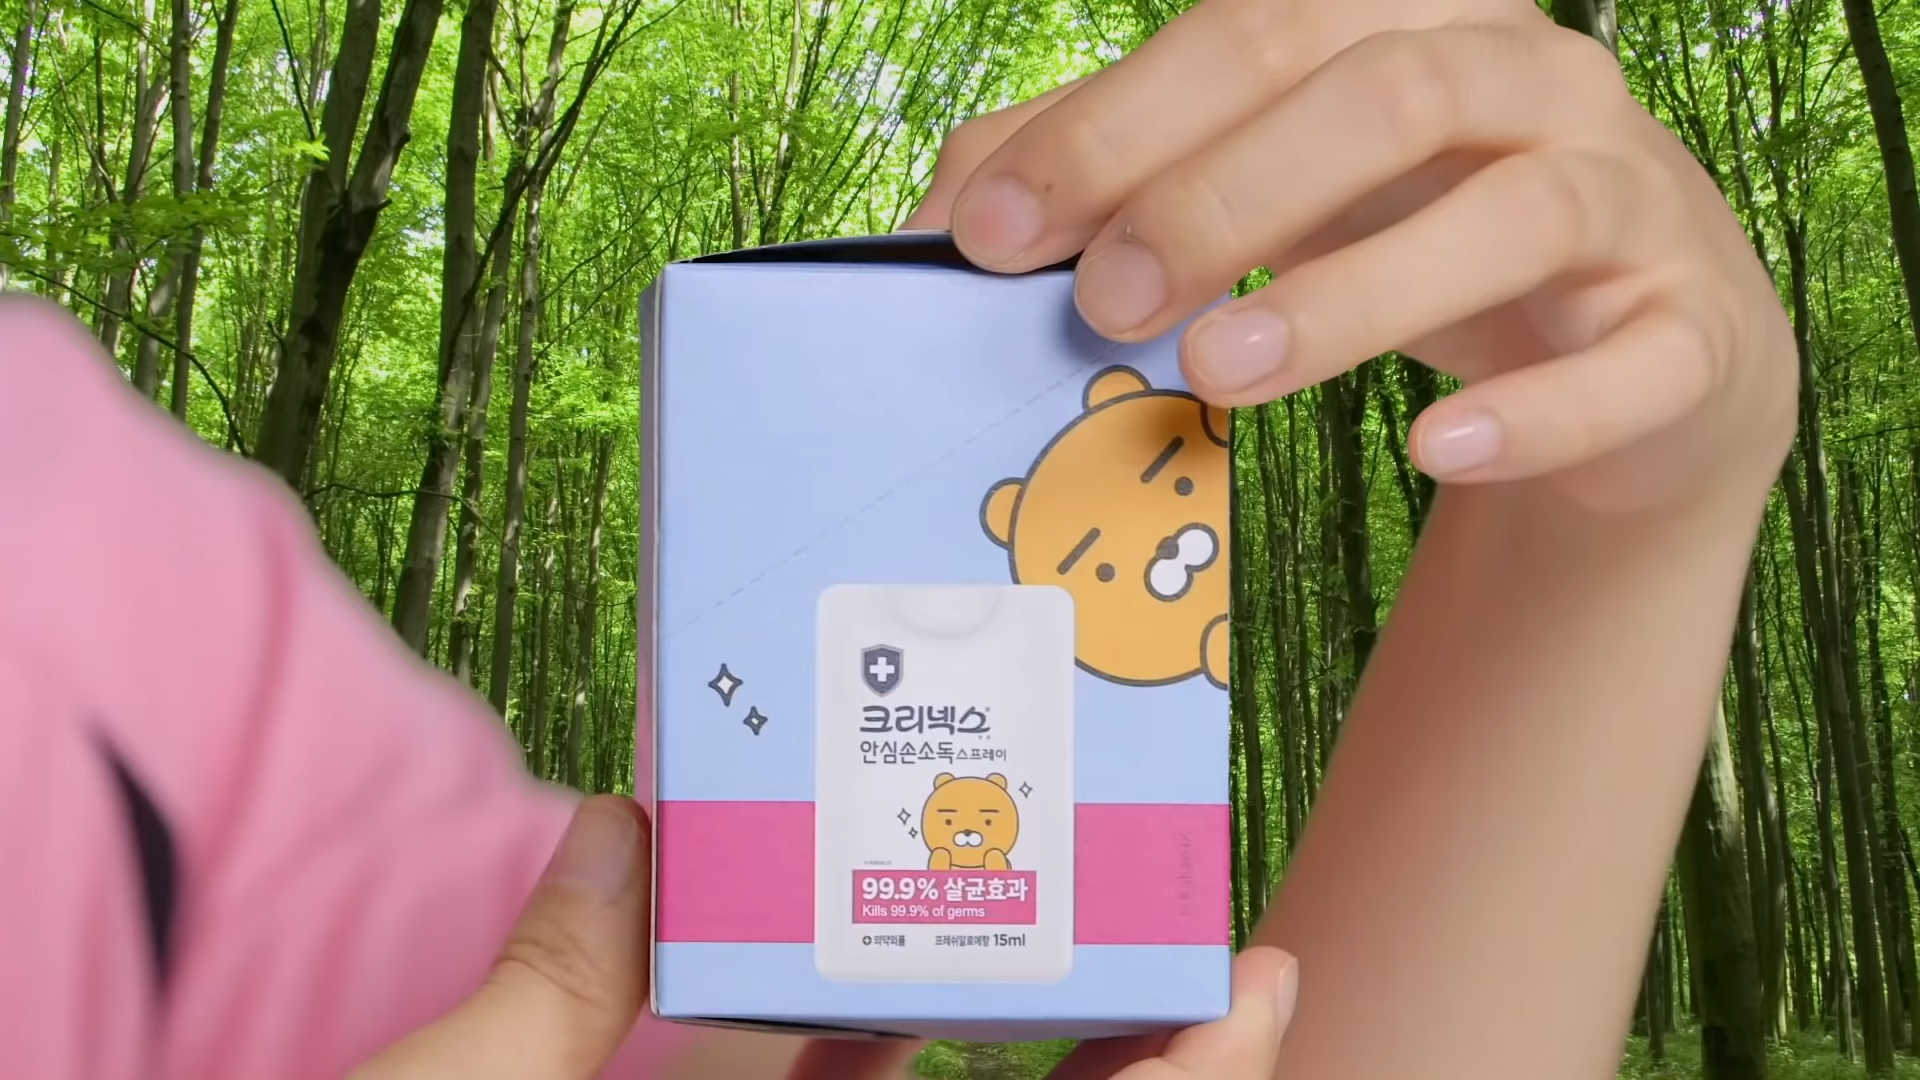 크리넥스
안심손소독스프레이
99.9% 살균효과
Kills 99.9% of germs
의약외품 프레쉬알로에향 15ml